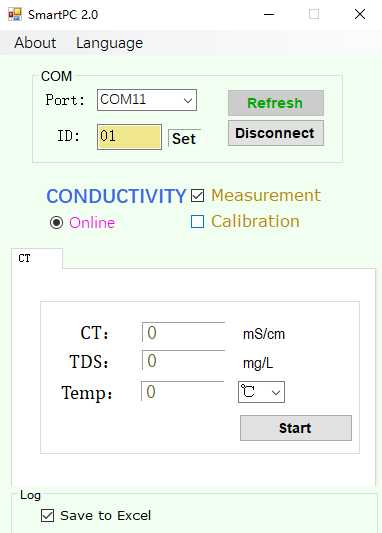 SmartPC 2.0
About Language
COM
Port: COM11 Refresh
ID: 01 Set Disconnect
CONDUCTIVITY Measurement
Online Calibration
CT
CT: 0 mS/cm
TDS: 0 mg/L
Temp: 0 ℃
Start
Log
Save to Excel